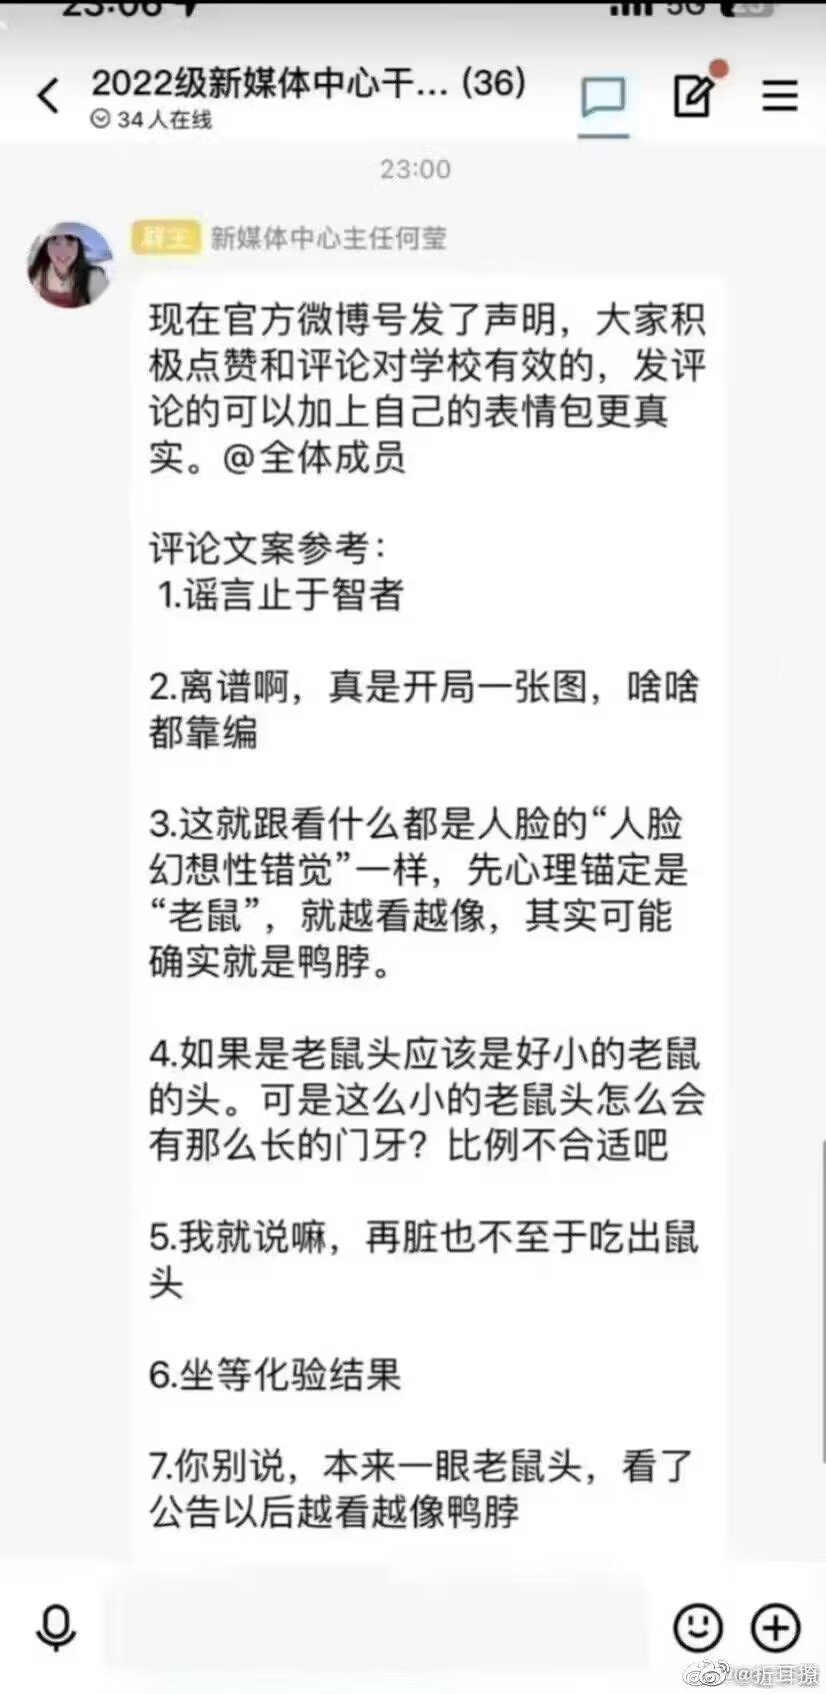 23:06
5G
2022级新媒体中心干... (36)
34人在线
23:00
群主 新媒体中心主任何莹
现在官方微博号发了声明，大家积
极点赞和评论对学校有效的，发评
论的可以加上自己的表情包更真
实。@全体成员
评论文案参考：
1.谣言止于智者
2.离谱啊，真是开局一张图，啥啥
都靠编
3.这就跟看什么都是人脸的“人脸
幻想性错觉”一样，先心理锚定是
“老鼠”，就越看越像，其实可能
确实就是鸭脖。
4.如果是老鼠头应该是好小的老鼠
的头。可是这么小的老鼠头怎么会
有那么长的门牙？比例不合适吧
5.我就说嘛，再脏也不至于吃出鼠
头
6.坐等化验结果
7.你别说，本来一眼老鼠头，看了
公告以后越看越像鸭脖
@折耳撩